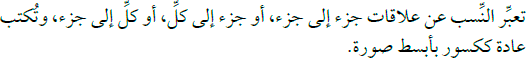 تعبِّر النِّسب عن علاقات جزء إلى جزء، أو جزء إلى كلِّ، أو كلِّ إلى جزء، وتُكتب
عادة ككسور بأبسط صورة.